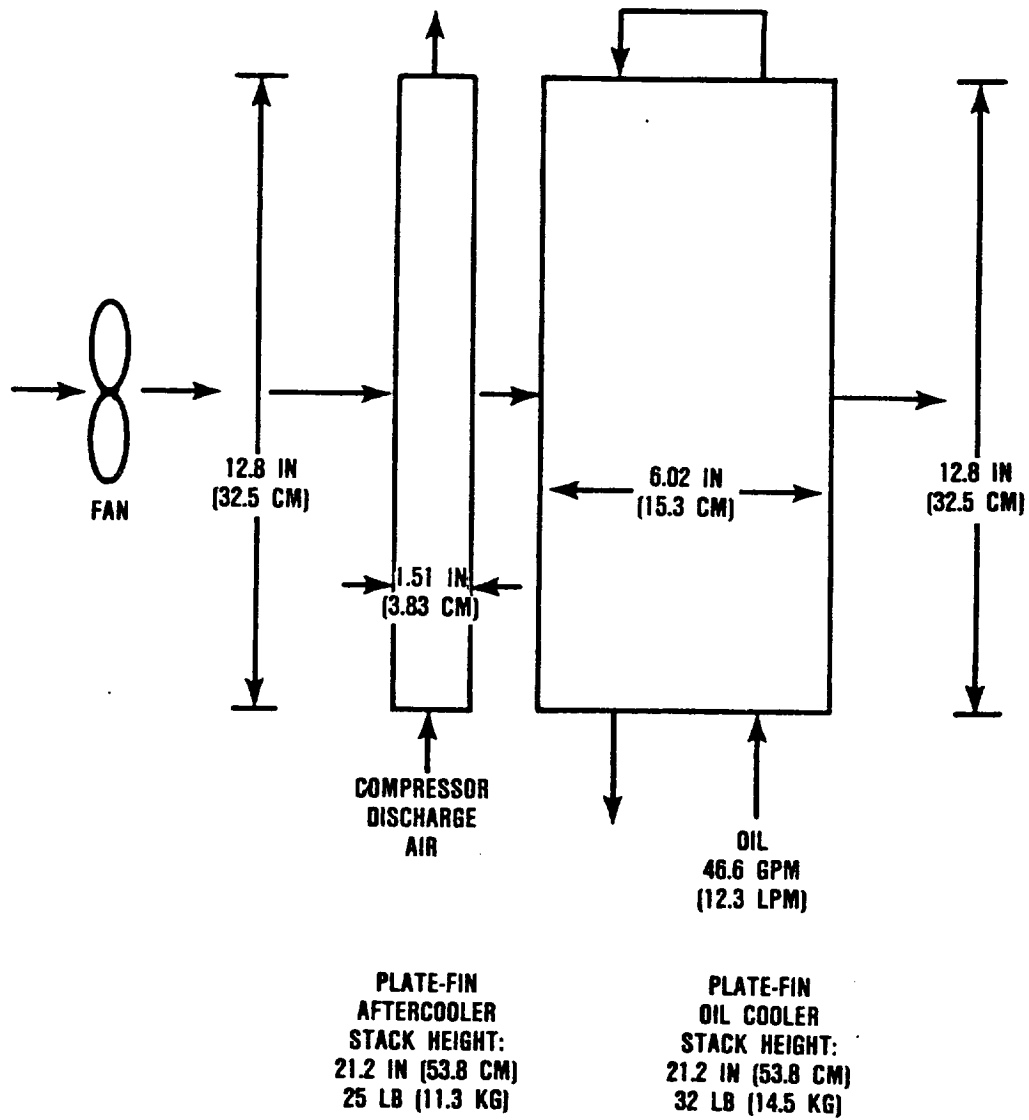 FAN
12.8 IN
(32.5 CM)
1.51 IN
(3.83 CM)
6.02 IN
(15.3 CM)
12.8 IN
(32.5 CM)
COMPRESSOR
DISCHARGE
AIR
OIL
46.6 GPM
(12.3 LPM)
PLATE-FIN
AFTERCOOLER
STACK HEIGHT:
21.2 IN (53.8 CM)
25 LB (11.3 KG)
PLATE-FIN
OIL COOLER
STACK HEIGHT:
21.2 IN (53.8 CM)
32 LB (14.5 KG)